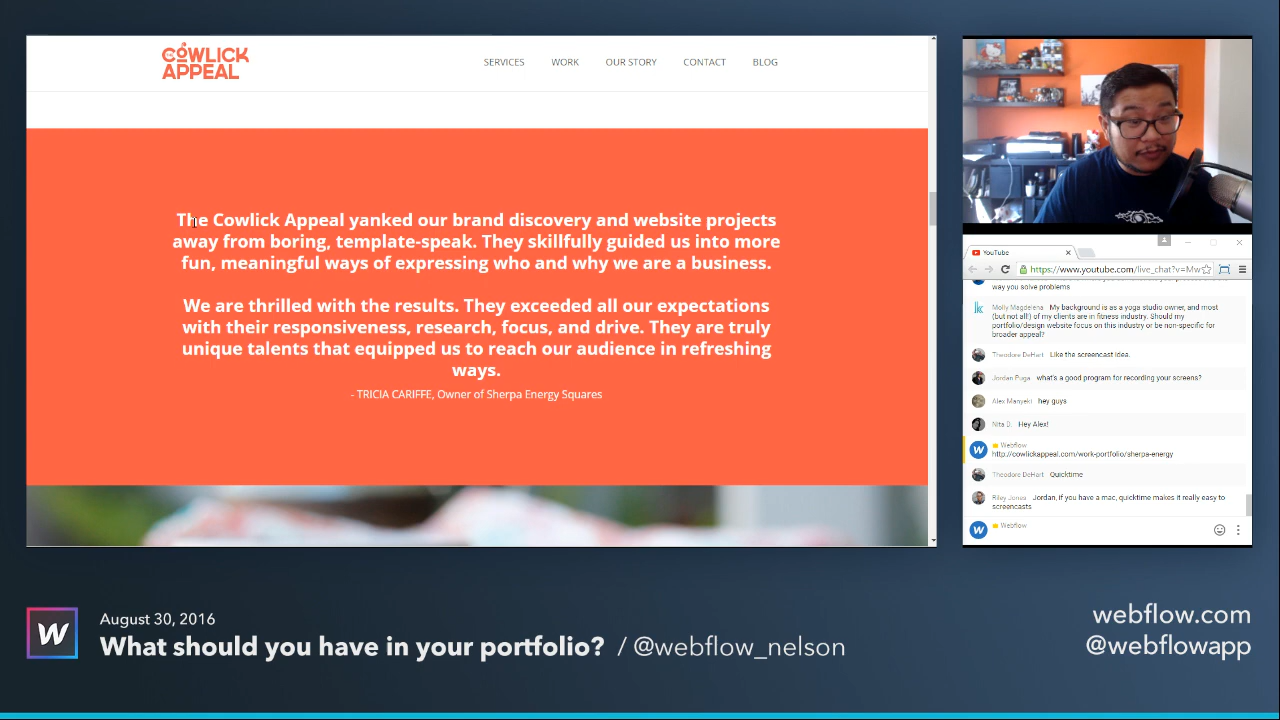 COWLICK
APPEAL
SERVICES WORK OUR STORY CONTACT BLOG
The Cowlick Appeal yanked our brand discovery and website projects
away from boring, template-speak. They skillfully guided us into more
fun, meaningful ways of expressing who and why we are a business.
We are thrilled with the results. They exceeded all our expectations
with their responsiveness, research, focus, and drive. They are truly
unique talents that equipped us to reach our audience in refreshing
ways.
- TRICIA CARIFFE, Owner of Sherpa Energy Squares
YouTube
https://www.youtube.com/live_chat?v=Mw
way you solve problems
Molly Magdelena My background is as a yoga studio owner, and most
(but not all!) of my clients are in fitness industry. Should my
portfolio/design website focus on this industry or be non-specific for
broader appeal?
Theodore DeHart Like the screencast idea.
Jordan Puga what's a good program for recording your screens?
Alex Manyeki hey guys
Nita D. Hey Alex!
Webflow
http://cowlickappeal.com/work-portfolio/sherpa-energy
Theodore DeHart Quicktime
Riley Jones Jordan, if you have a mac, quicktime makes it really easy to
screencasts
Webflow
W
August 30, 2016
What should you have in your portfolio? / @webflow_nelson
webflow.com
@webflowapp